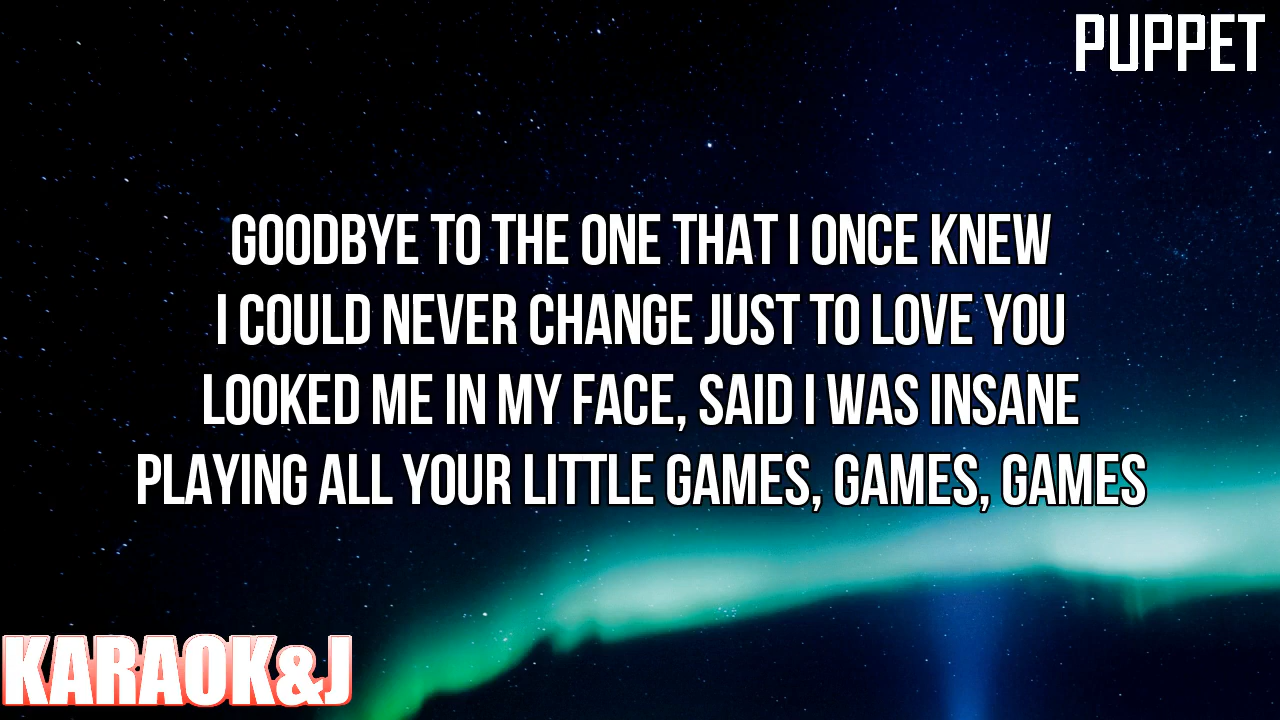 PUPPET
GOODBYE TO THE ONE THAT I ONCE KNEW
I COULD NEVER CHANGE JUST TO LOVE YOU
LOOKED ME IN MY FACE, SAID I WAS INSANE
PLAYING ALL YOUR LITTLE GAMES, GAMES, GAMES
KARAOK&J